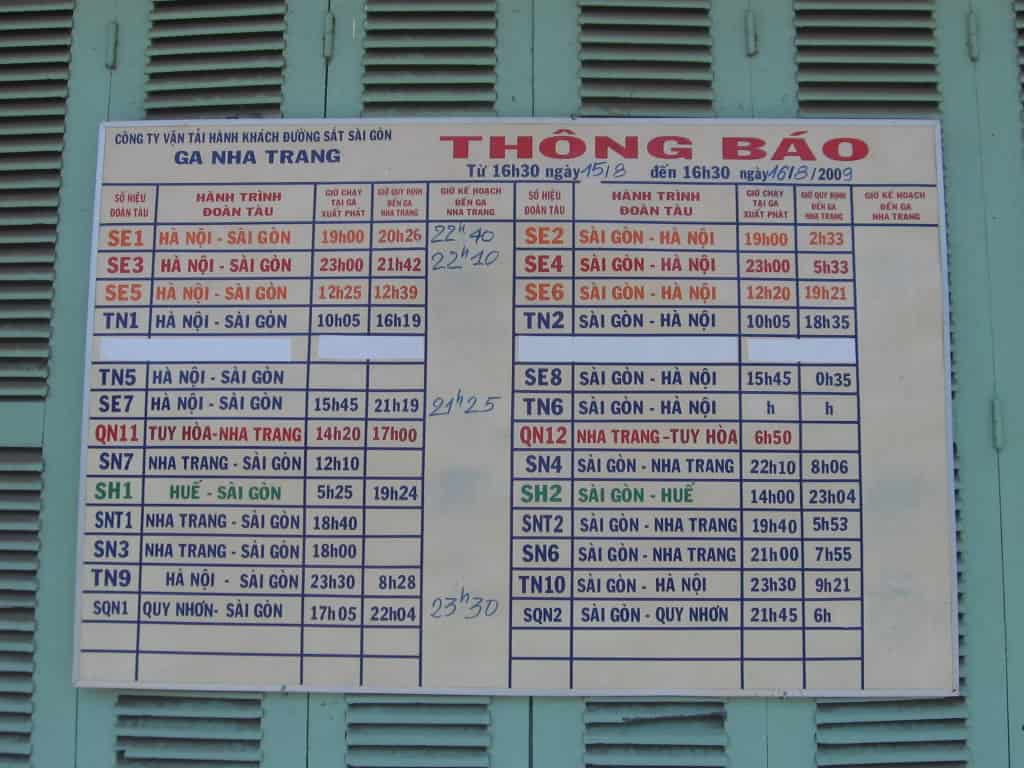 CÔNG TY VẬN TẢI HÀNH KHÁCH ĐƯỜNG SẮT SÀI GÒN
GA NHA TRANG
THÔNG BÁO
Từ 16h30 ngày 15/8 đến 16h30 ngày 16/8/2009
SỐ HIỆU ĐOÀN TÀU HÀNH TRÌNH ĐOÀN TÀU GIỜ CHẠY TẠI GA XUẤT PHÁT GIỜ QUY ĐỊNH ĐẾN GA NHA TRANG GIỜ KẾ HOẠCH ĐẾN GA NHA TRANG SỐ HIỆU ĐOÀN TÀU HÀNH TRÌNH ĐOÀN TÀU GIỜ CHẠY TẠI GA XUẤT PHÁT GIỜ QUY ĐỊNH ĐẾN GA NHA TRANG GIỜ KẾ HOẠCH ĐẾN GA NHA TRANG
SE1 HÀ NỘI - SÀI GÒN 19h00 20h26 22h40 SE2 SÀI GÒN - HÀ NỘI 19h00 2h33
SE3 HÀ NỘI - SÀI GÒN 23h00 21h42 22h10 SE4 SÀI GÒN - HÀ NỘI 23h00 5h33
SE5 HÀ NỘI - SÀI GÒN 12h25 12h39 SE6 SÀI GÒN - HÀ NỘI 12h20 19h21
TN1 HÀ NỘI - SÀI GÒN 10h05 16h19 TN2 SÀI GÒN - HÀ NỘI 10h05 18h35
TN5 HÀ NỘI - SÀI GÒN SE8 SÀI GÒN - HÀ NỘI 15h45 0h35
SE7 HÀ NỘI - SÀI GÒN 15h45 21h19 21h25 TN6 SÀI GÒN - HÀ NỘI h h
QN11 TUY HÒA-NHA TRANG 14h20 17h00 QN12 NHA TRANG-TUY HÒA 6h50
SN7 NHA TRANG - SÀI GÒN 12h10 SN4 SÀI GÒN - NHA TRANG 22h10 8h06
SH1 HUẾ - SÀI GÒN 5h25 19h24 SH2 SÀI GÒN - HUẾ 14h00 23h04
SNT1 NHA TRANG - SÀI GÒN 18h40 SNT2 SÀI GÒN - NHA TRANG 19h40 5h53
SN3 NHA TRANG - SÀI GÒN 18h00 SN6 SÀI GÒN - NHA TRANG 21h00 7h55
TN9 HÀ NỘI - SÀI GÒN 23h30 8h28 TN10 SÀI GÒN - HÀ NỘI 23h30 9h21
SQN1 QUY NHƠN- SÀI GÒN 17h05 22h04 23h30 SQN2 SÀI GÒN - QUY NHƠN 21h45 6h